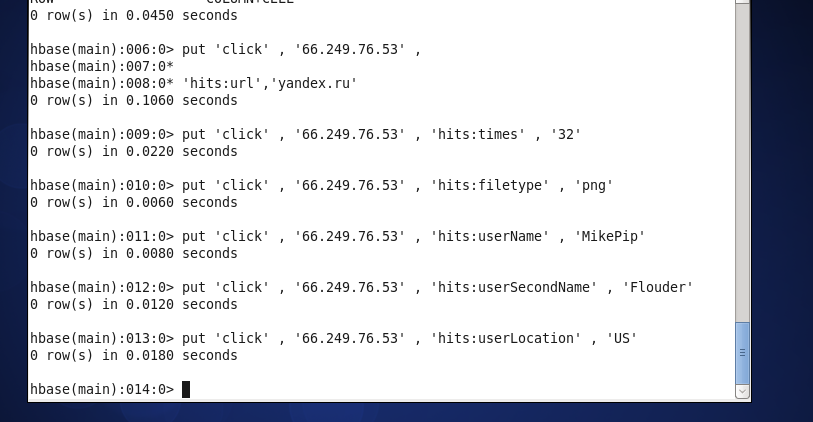 ROW COLUMN+CELL
0 row(s) in 0.0450 seconds
hbase(main):006:0> put 'click' , '66.249.76.53' ,
hbase(main):007:0*
hbase(main):008:0* 'hits:url','yandex.ru'
0 row(s) in 0.1060 seconds
hbase(main):009:0> put 'click' , '66.249.76.53' , 'hits:times' , '32'
0 row(s) in 0.0220 seconds
hbase(main):010:0> put 'click' , '66.249.76.53' , 'hits:filetype' , 'png'
0 row(s) in 0.0060 seconds
hbase(main):011:0> put 'click' , '66.249.76.53' , 'hits:userName' , 'MikePip'
0 row(s) in 0.0080 seconds
hbase(main):012:0> put 'click' , '66.249.76.53' , 'hits:userSecondName' , 'Flouder'
0 row(s) in 0.0120 seconds
hbase(main):013:0> put 'click' , '66.249.76.53' , 'hits:userLocation' , 'US'
0 row(s) in 0.0180 seconds
hbase(main):014:0>